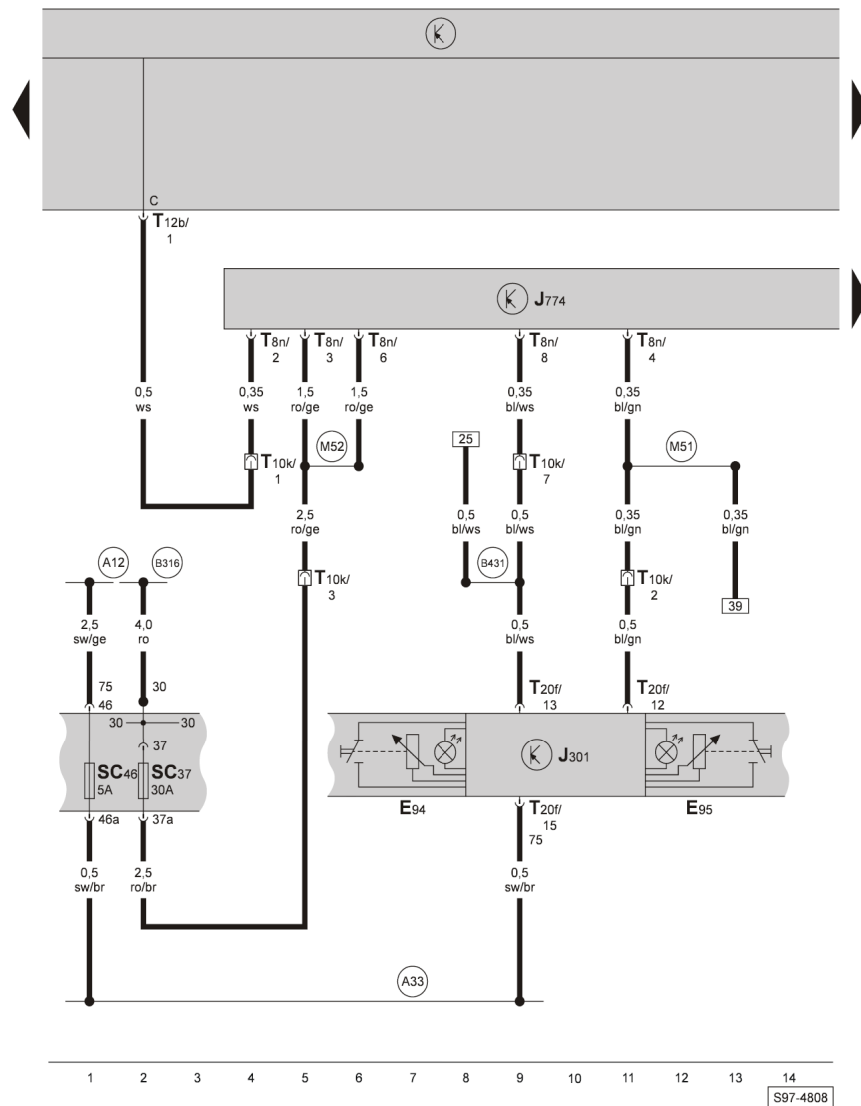 C
T12b/
1
J774
T8n/ T8n/ T8n/ T8n/ T8n/
2 3 6 8 4
0,5 0,35 1,5 1,5 0,35 0,35
ws ws ro/ge ro/ge bl/ws bl/gn
25
M52 M51
T10k/ T10k/
1 7
2,5 0,5 0,5 0,35 0,35
ro/ge bl/ws bl/ws bl/gn bl/gn
A12 B316 B431
T10k/ T10k/
3 2
39
2,5 4,0 0,5 0,5
sw/ge ro bl/ws bl/gn
75 30 T20f/ T20f/
46 13 12
30 30
37
SC46 SC37 J301
5A 30A
E94 E95
46a 37a T20f/
15
75
0,5 2,5 0,5
sw/br ro/br sw/br
A33
1 2 3 4 5 6 7 8 9 10 11 12 13 14
S97-4808